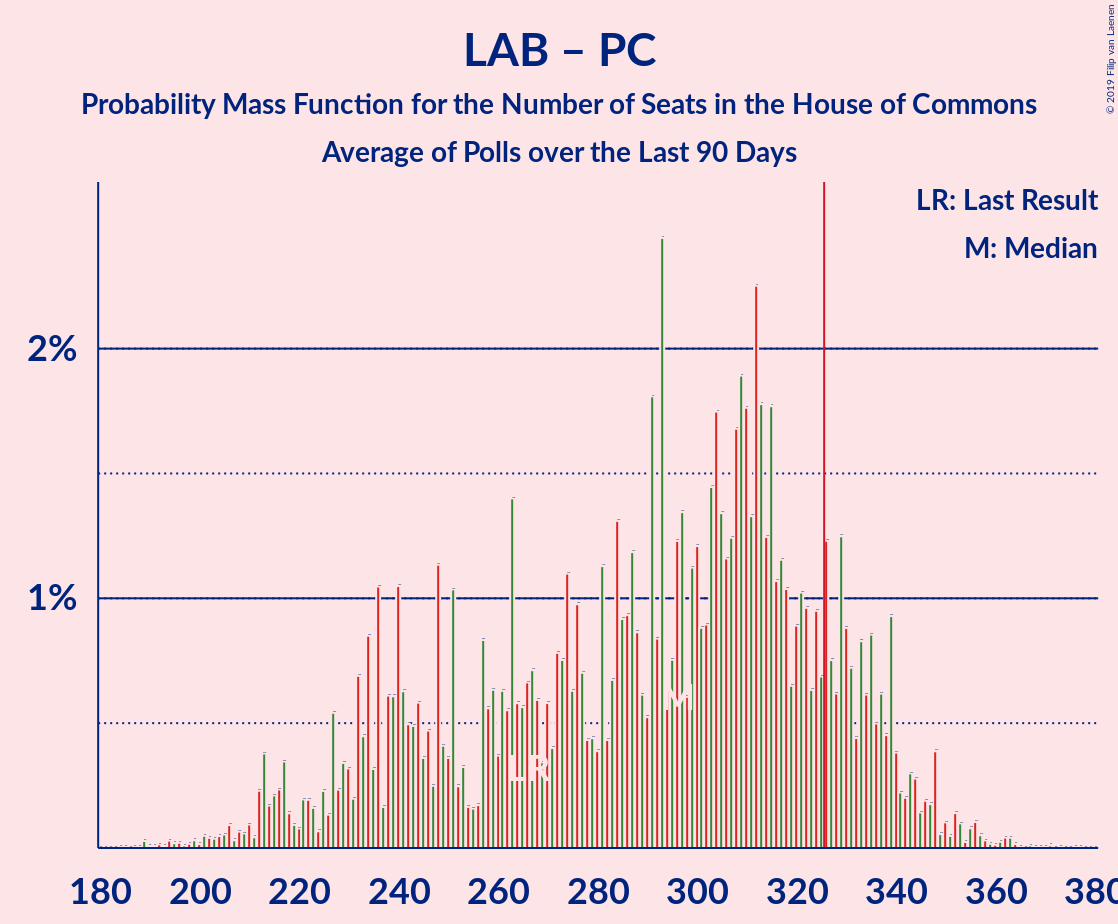 LAB – PC
Probability Mass Function for the Number of Seats in the House of Commons
Average of Polls over the Last 90 Days
© 2019 Filip van Laenen
LR: Last Result
M: Median
2%
1%
M
LR
180 200 220 240 260 280 300 320 340 360 380